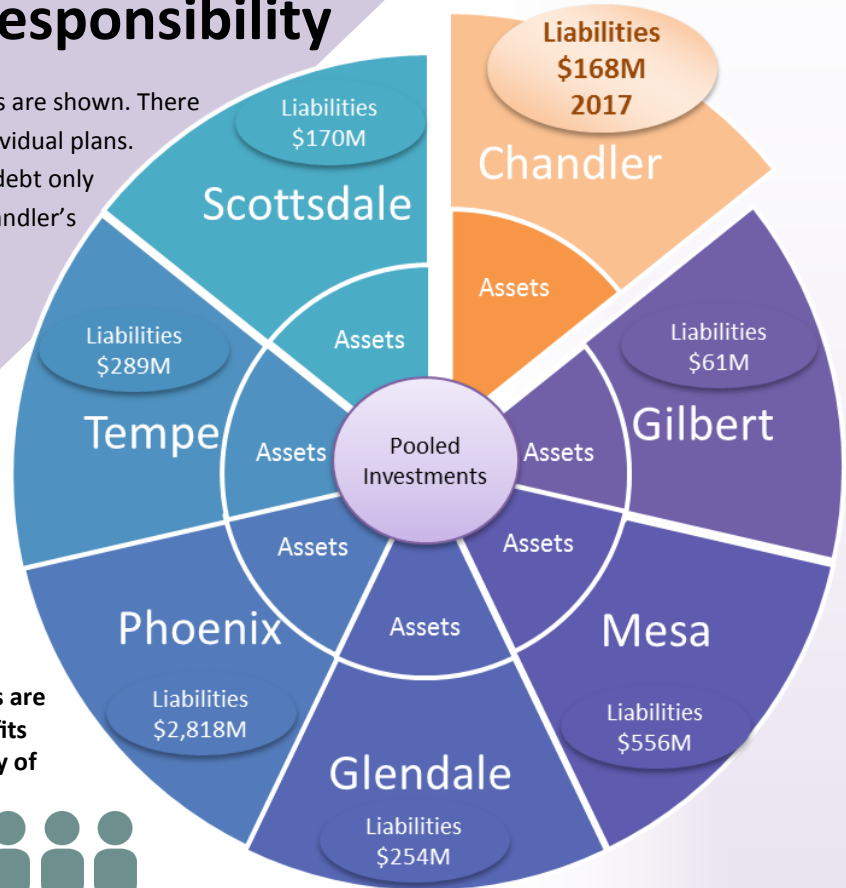 esponsibility
s are shown. There
vidual plans.
debt only
andler's
Liabilities
$168M
2017
Chandler
Assets
Liabilities
$170M
Scottsdale
Assets
Liabilities
$61M
Gilbert
Assets
Liabilities
$289M
Tempe
Assets
Pooled
Investments
Assets
Mesa
Liabilities
$556M
Assets
Phoenix
Liabilities
$2,818M
Assets
Glendale
Liabilities
$254M
s are
fits
y of